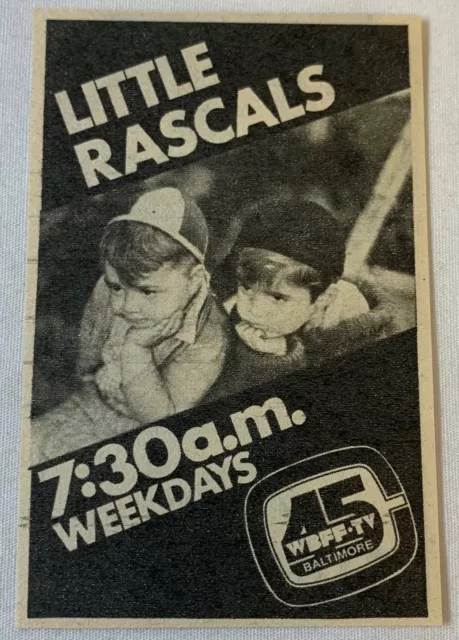 LITTLE
RASCALS
7:30a.m.
WEEKDAYS
45
WBFF·TV
BALTIMORE